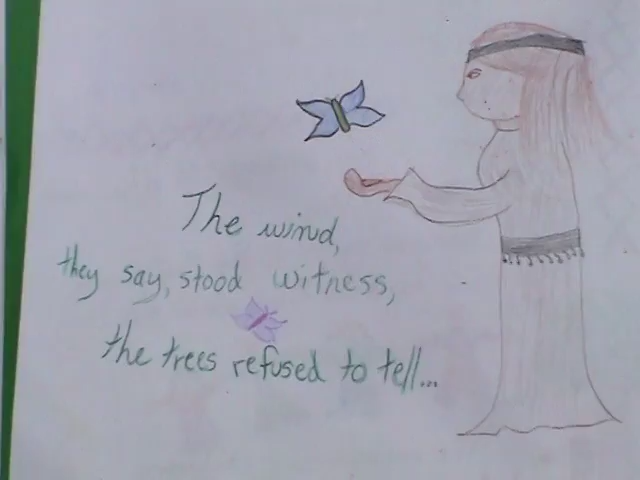 The wind,
they say, stood witness,
the trees refused to tell...